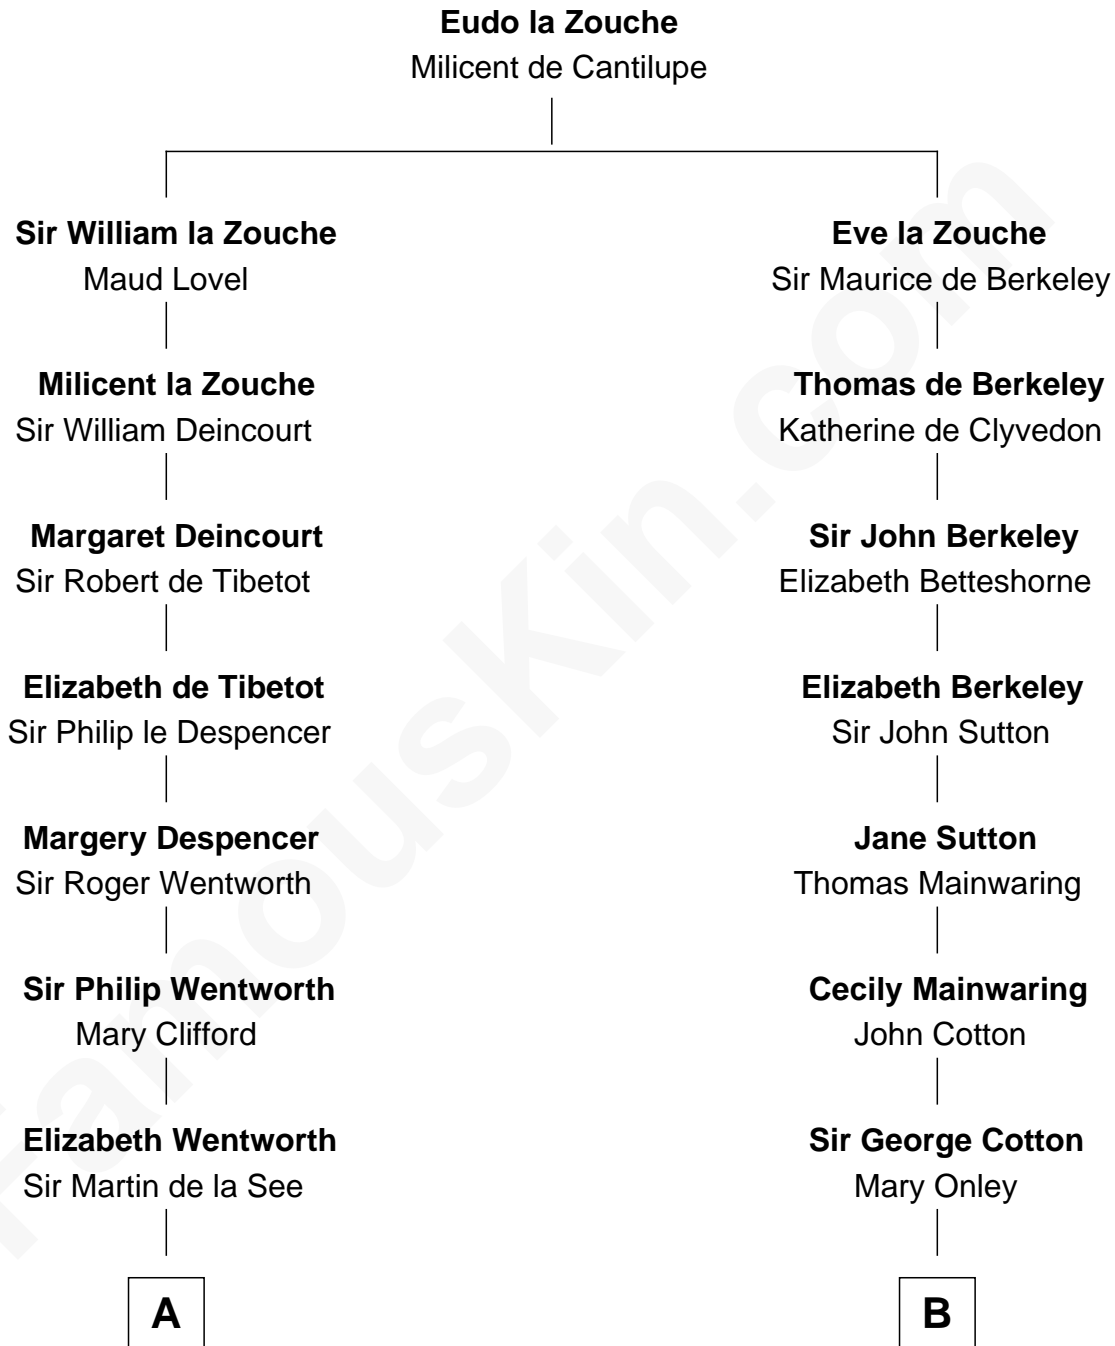 Eudo la Zouche
Milicent de Cantilupe
Sir William la Zouche
Maud Lovel
Eve la Zouche
Sir Maurice de Berkeley
Milicent la Zouche
Sir William Deincourt
Thomas de Berkeley
Katherine de Clyvedon
Margaret Deincourt
Sir Robert de Tibetot
Sir John Berkeley
Elizabeth Betteshorne
Elizabeth de Tibetot
Sir Philip le Despencer
Elizabeth Berkeley
Sir John Sutton
Margery Despencer
Sir Roger Wentworth
Jane Sutton
Thomas Mainwaring
Sir Philip Wentworth
Mary Clifford
Cecily Mainwaring
John Cotton
Elizabeth Wentworth
Sir Martin de la See
Sir George Cotton
Mary Onley
A
B
FamousKin.com